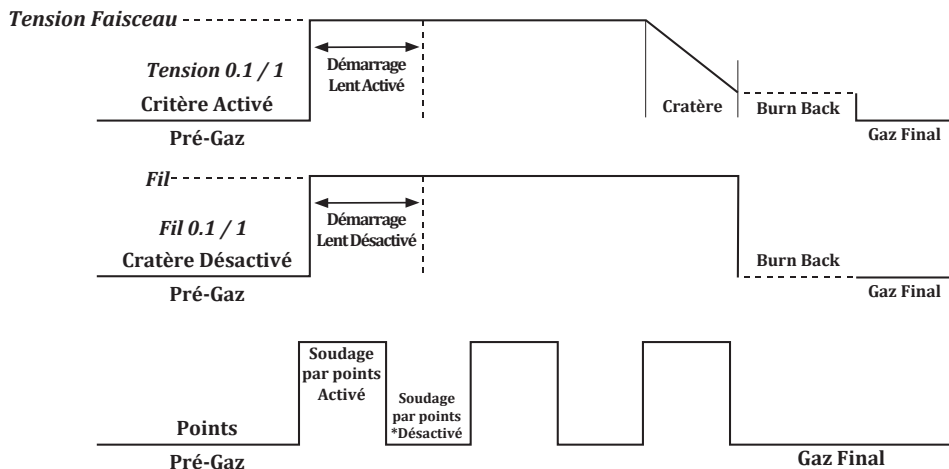 Tension Faisceau
Tension 0.1 / 1
Critère Activé
Pré-Gaz
Démarrage
Lent Activé
Cratère
Burn Back
Gaz Final
Fil
Fil 0.1 / 1
Cratère Désactivé
Pré-Gaz
Démarrage
Lent Désactivé
Burn Back
Gaz Final
Soudage
par points
Activé
Soudage
par points
*Désactivé
Points
Pré-Gaz
Gaz Final